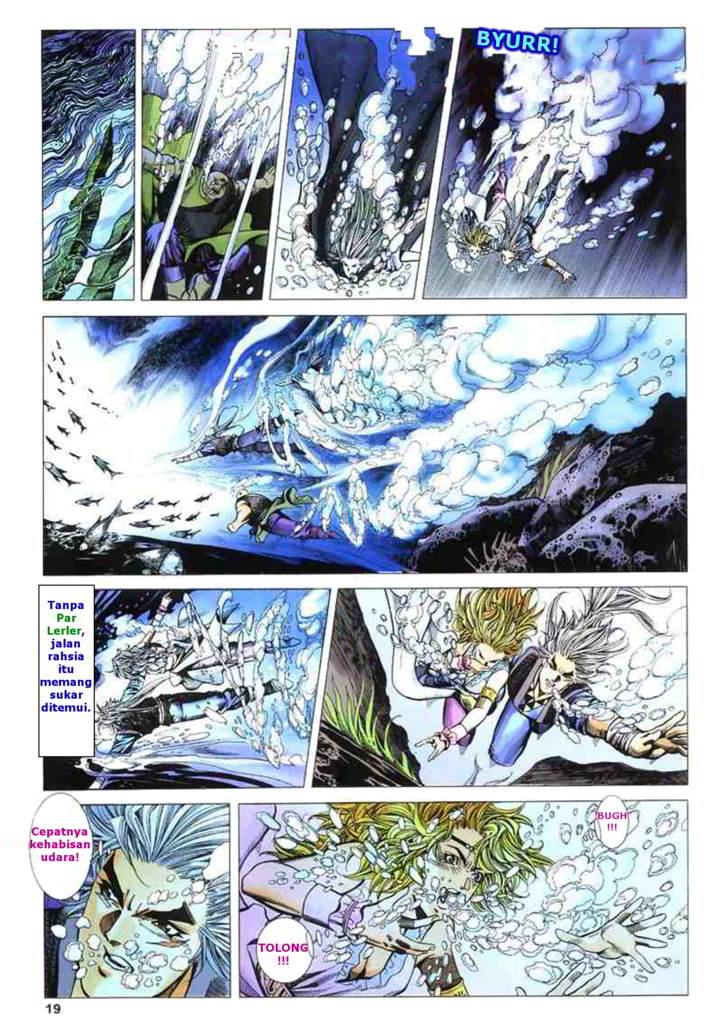 BYURR!
Tanpa
Par
Lerler,
jalan
rahsia
itu
memang
sukar
ditemui.
Cepatnya
kehabisan
udara!
BUGH
!!!
TOLONG
!!!
19